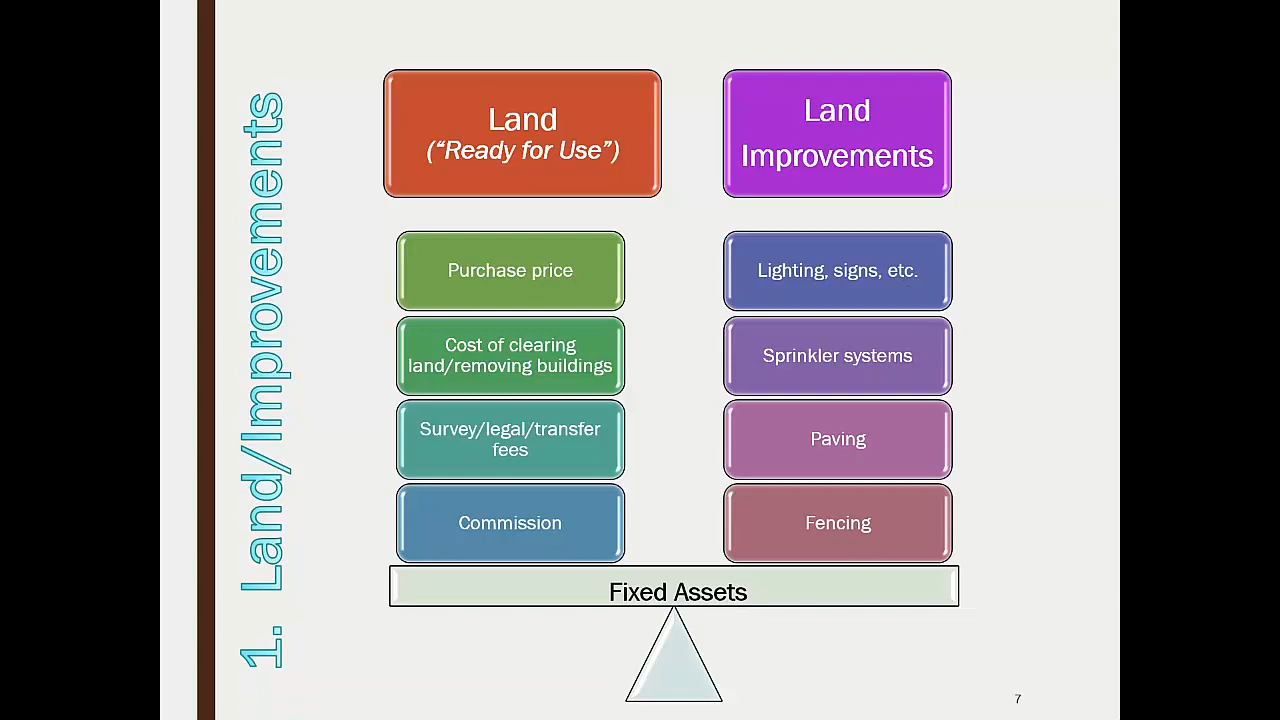 1. Land/Improvements
Land
(“Ready for Use”)
Land
Improvements
Purchase price
Cost of clearing
land/removing buildings
Survey/legal/transfer
fees
Commission
Lighting, signs, etc.
Sprinkler systems
Paving
Fencing
Fixed Assets
7